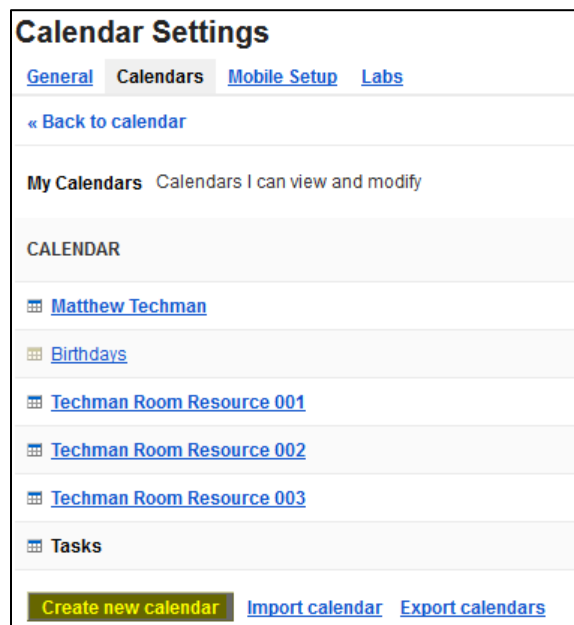 Calendar Settings
General Calendars Mobile Setup Labs
« Back to calendar
My Calendars Calendars I can view and modify
CALENDAR
Matthew Techman
Birthdays
Techman Room Resource 001
Techman Room Resource 002
Techman Room Resource 003
Tasks
Create new calendar Import calendar Export calendars